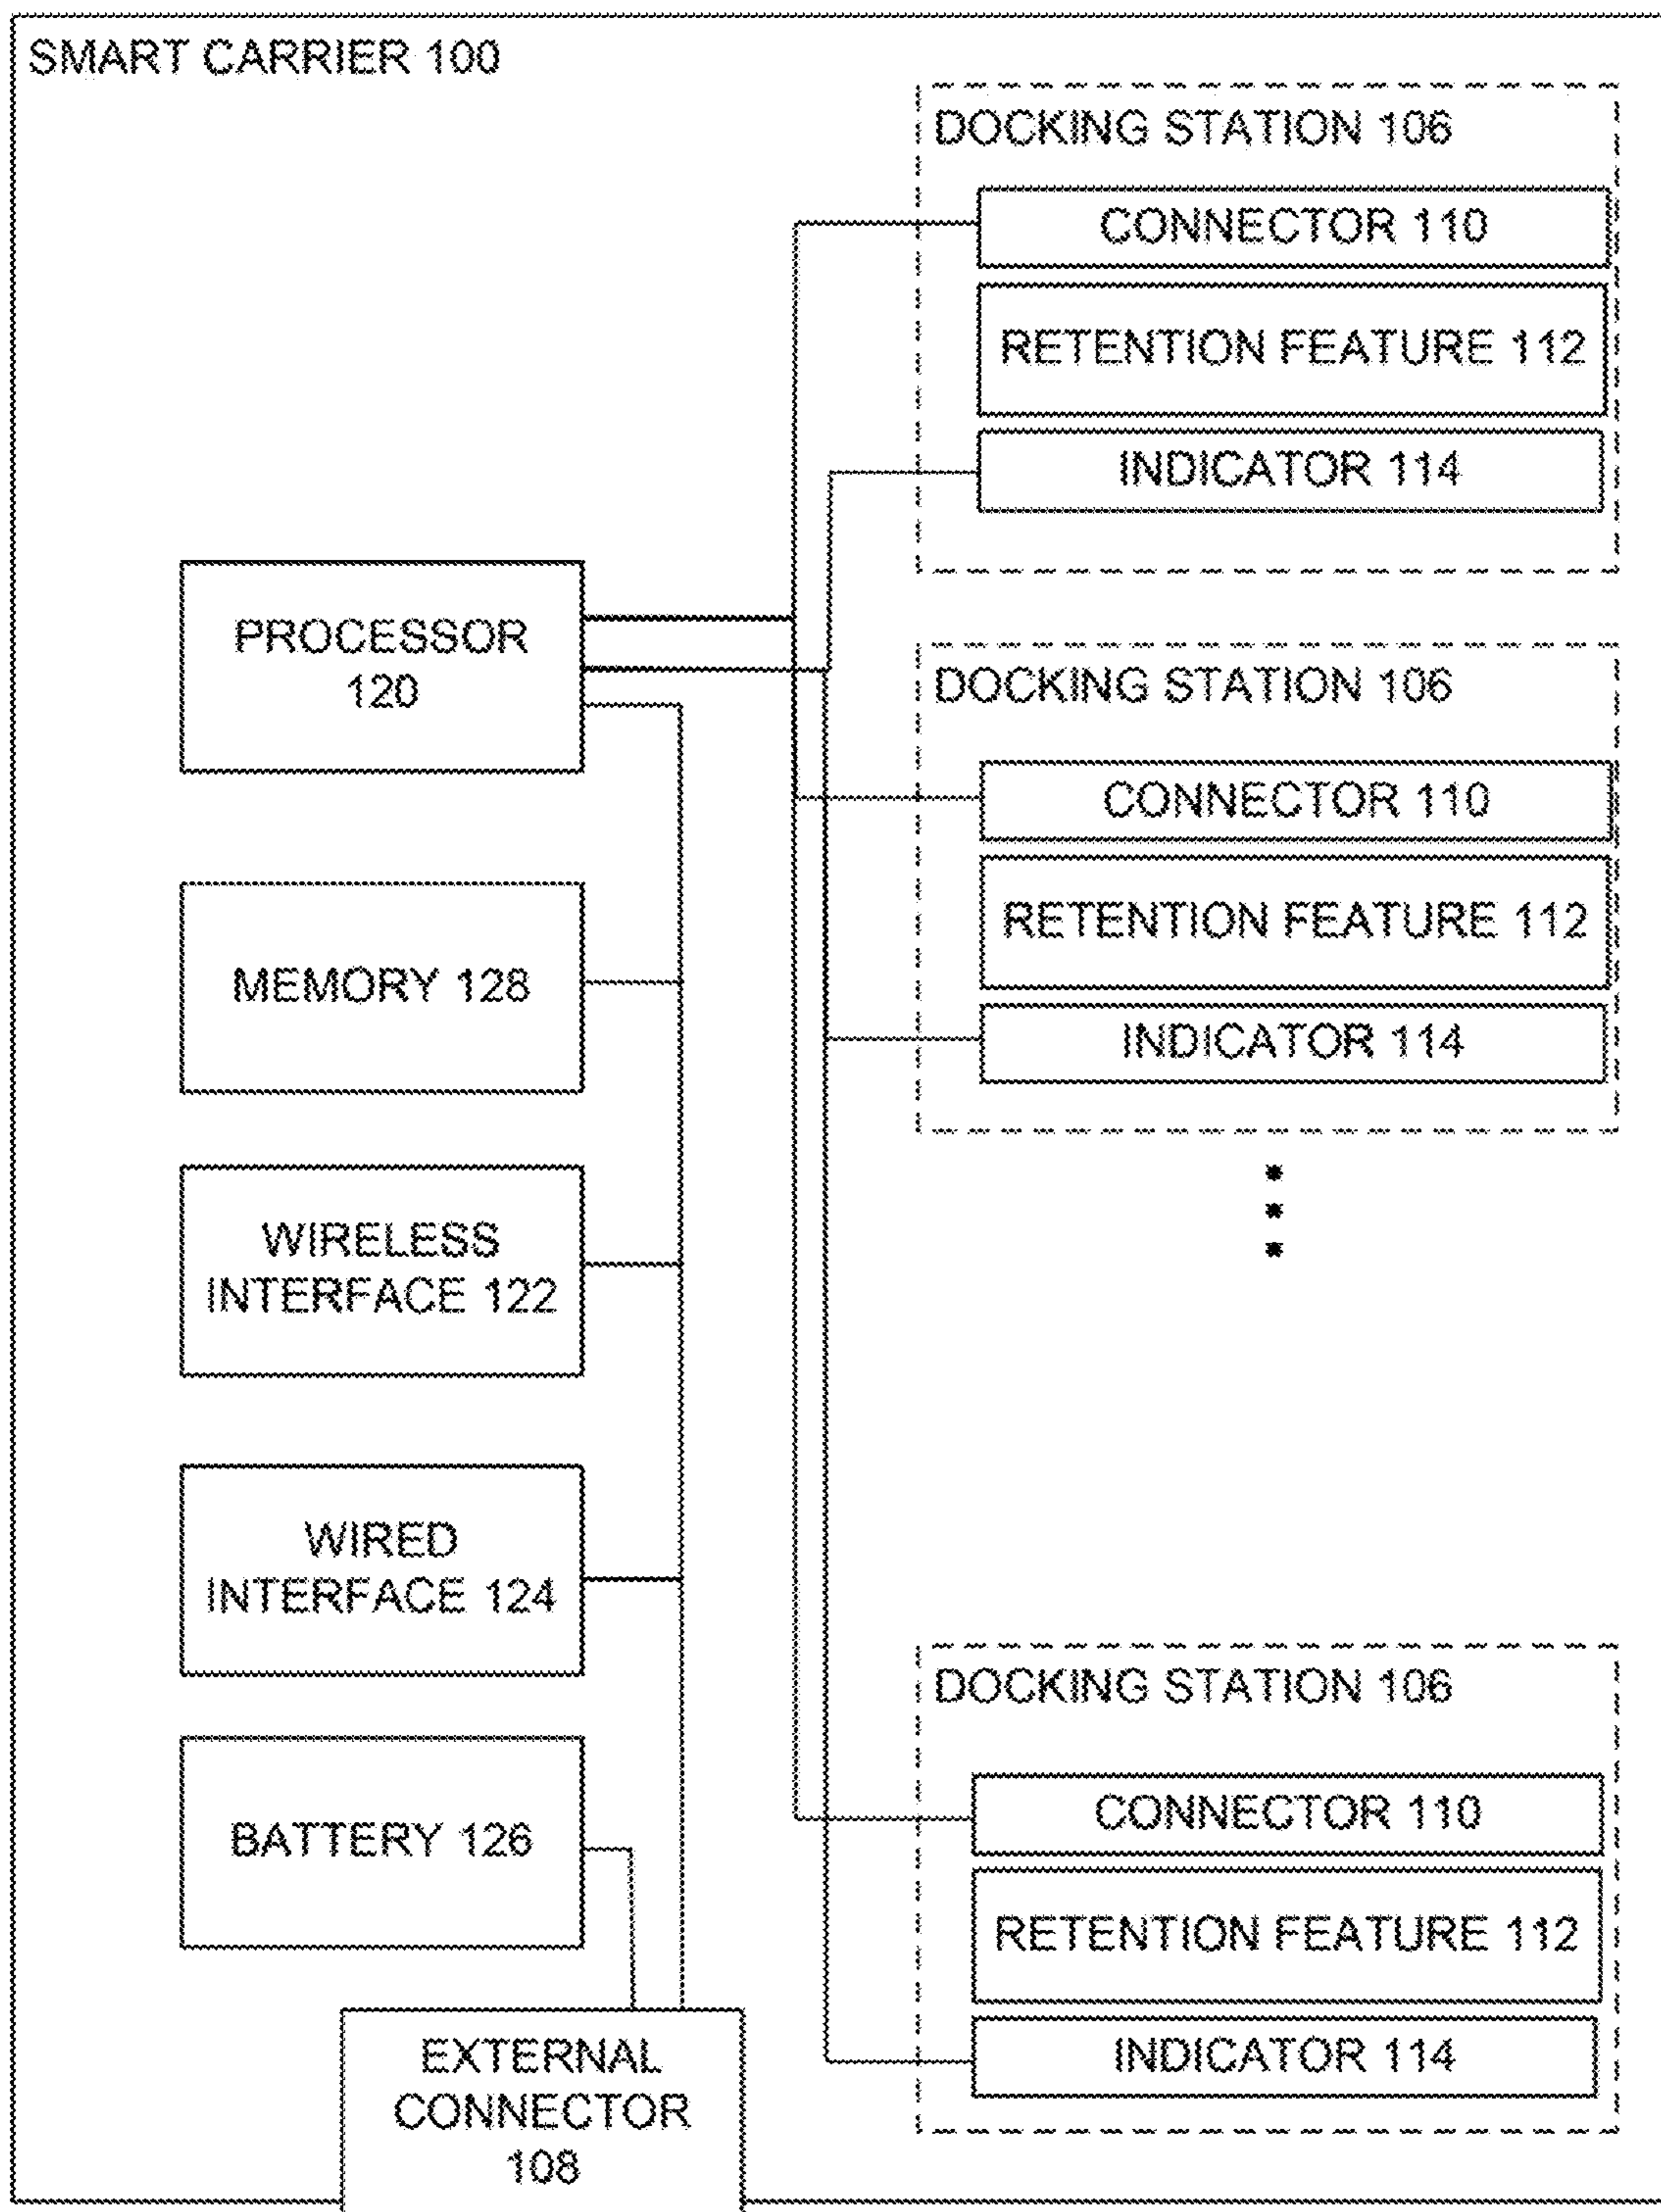 SMART CARRIER 100
DOCKING STATION 106
CONNECTOR 110
RETENTION FEATURE 112
INDICATOR 114
PROCESSOR
120
DOCKING STATION 106
CONNECTOR 110
RETENTION FEATURE 112
INDICATOR 114
MEMORY 128
WIRELESS
INTERFACE 122
WIRED
INTERFACE 124
BATTERY 126
EXTERNAL
CONNECTOR
108
DOCKING STATION 106
CONNECTOR 110
RETENTION FEATURE 112
INDICATOR 114